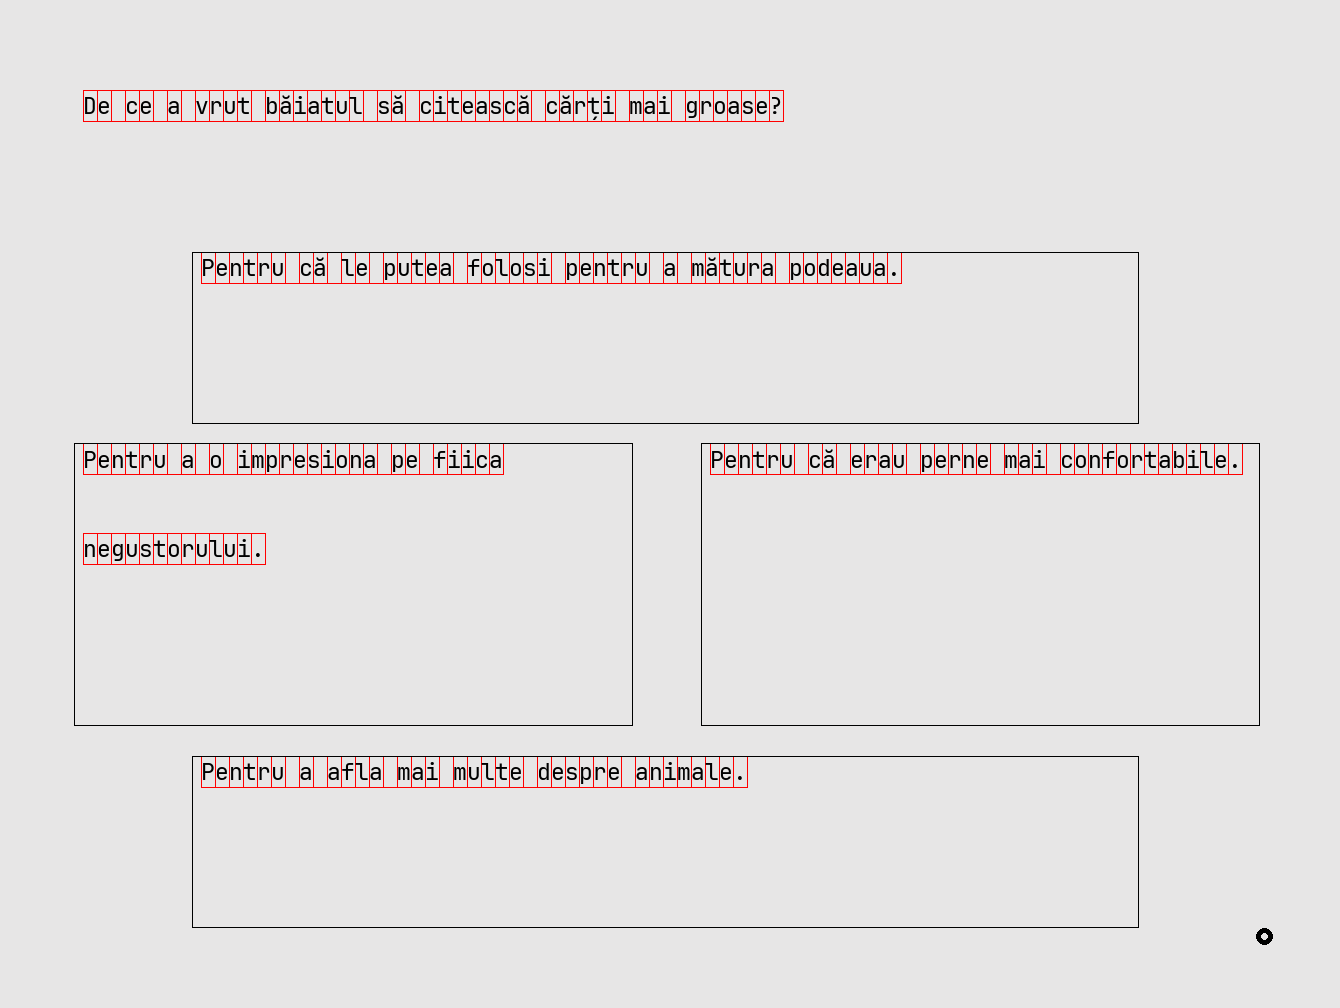 De ce a vrut băiatul să citească cărți mai groase?
Pentru că le putea folosi pentru a mătura podeaua.
Pentru a o impresiona pe fiica
negustorului.
Pentru că erau perne mai confortabile.
Pentru a afla mai multe despre animale.